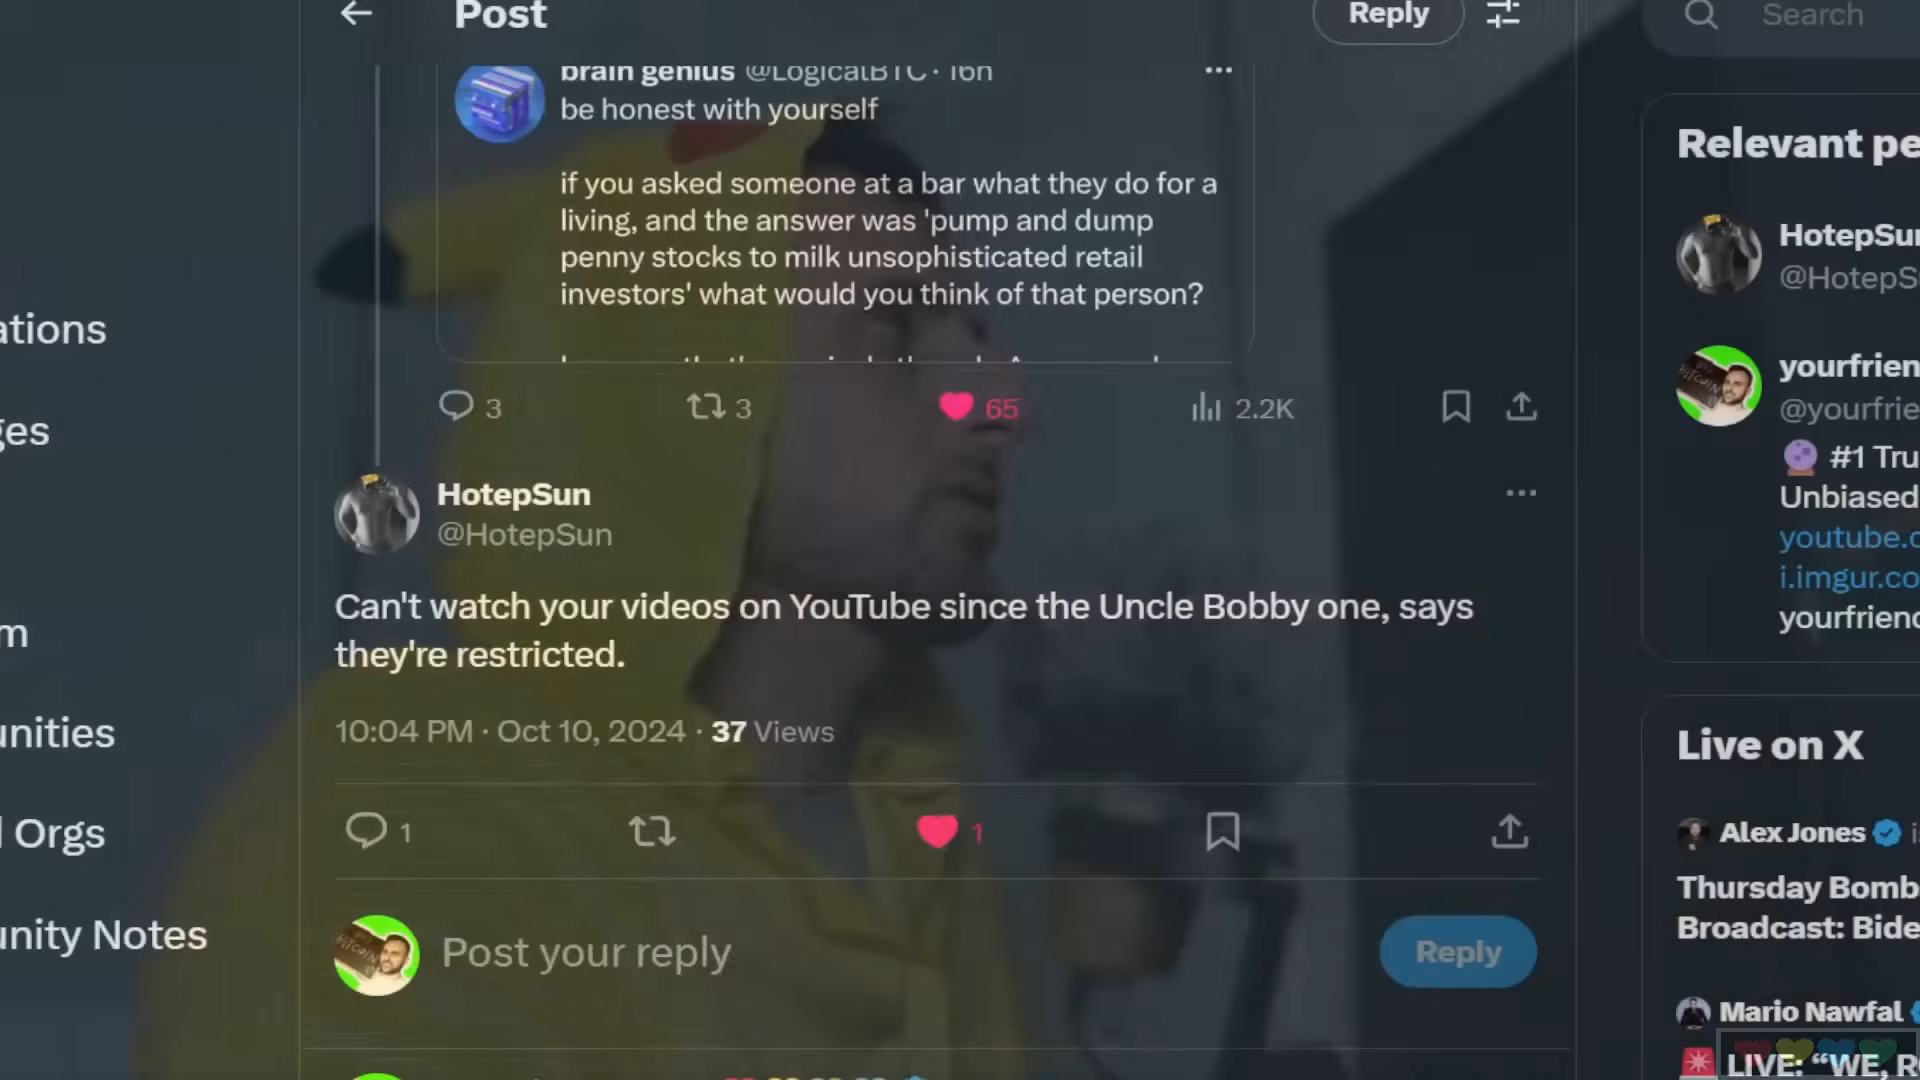 Post
Reply
Search
brain genius @LogicalBTC · 16h
be honest with yourself
if you asked someone at a bar what they do for a
living, and the answer was 'pump and dump
penny stocks to milk unsophisticated retail
investors' what would you think of that person?
3
3
65
2.2K
HotepSun
@HotepSun
Can't watch your videos on YouTube since the Uncle Bobby one, says
they're restricted.
10:04 PM · Oct 10, 2024 · 37 Views
1
1
Post your reply
Reply
ations
ges
m
unities
Orgs
unity Notes
Relevant pe
HotepSun
@HotepS
yourfrien
@yourfrie
#1 Tru
Unbiased
youtube.c
i.imgur.co
yourfriend
Live on X
Alex Jones
Thursday Bomb
Broadcast: Bide
Mario Nawfal
LIVE: “WE, R